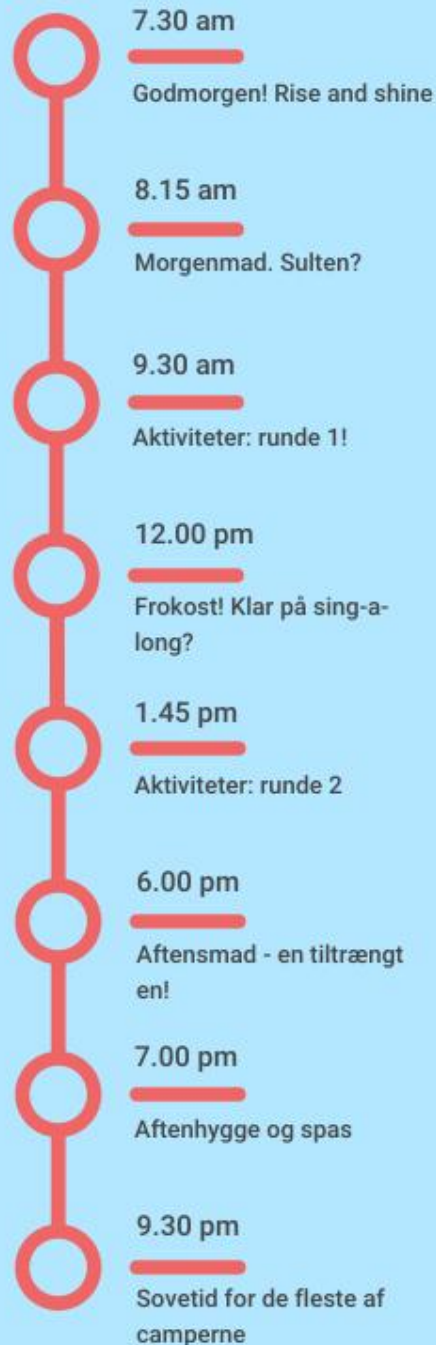 7.30 am
Godmorgen! Rise and shine
8.15 am
Morgenmad. Sulten?
9.30 am
Aktiviteter: runde 1!
12.00 pm
Frokost! Klar på sing-a-
long?
1.45 pm
Aktiviteter: runde 2
6.00 pm
Aftensmad - en tiltrængt
en!
7.00 pm
Aftenhygge og spas
9.30 pm
Sovetid for de fleste af
camperne